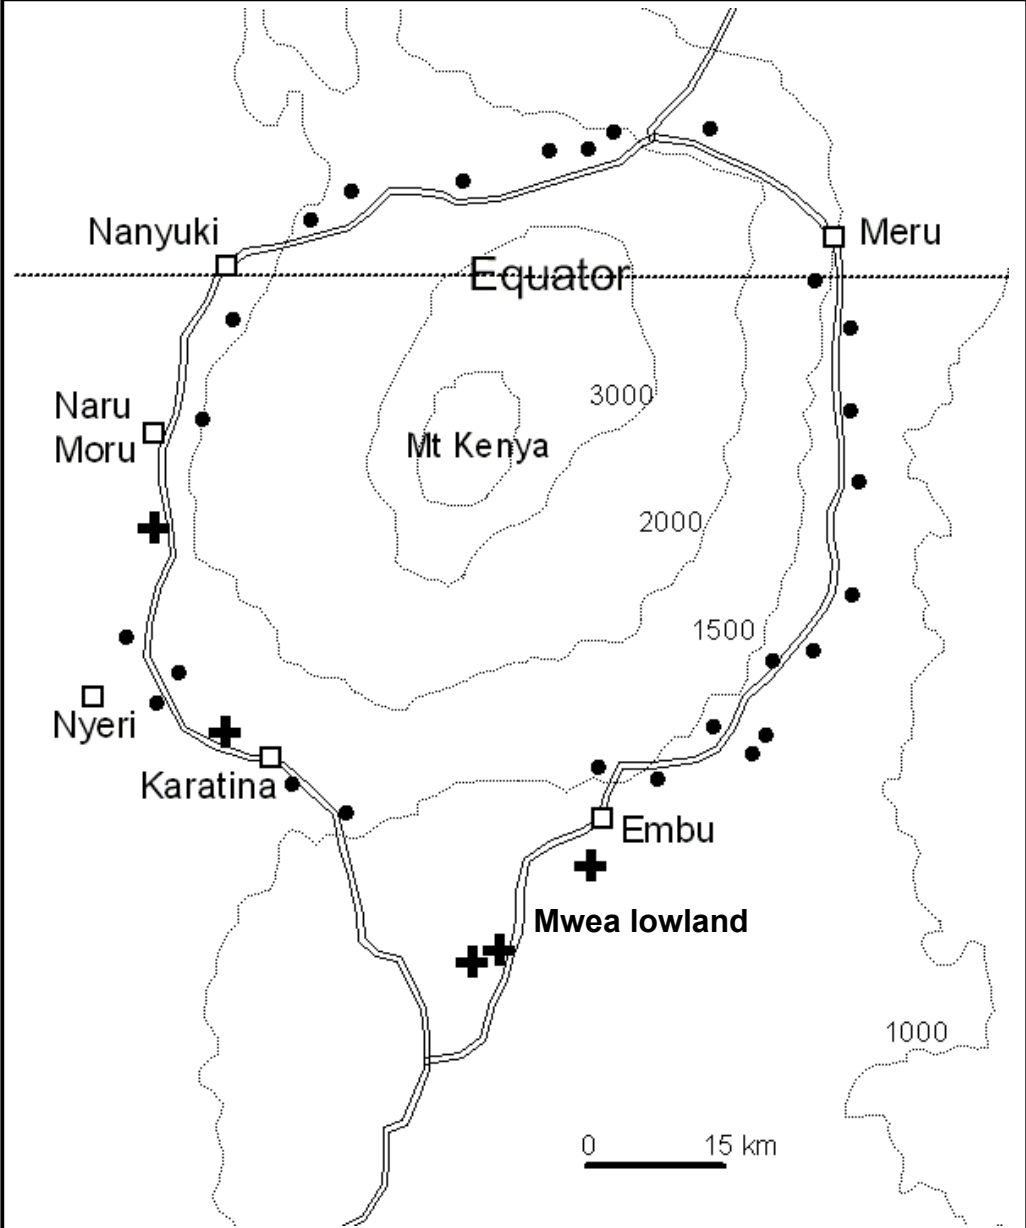 Nanyuki
Meru
Equator
Naru
Moru
3000
Mt Kenya
2000
1500
Nyeri
Karatina
Embu
Mwea lowland
1000
0 15 km